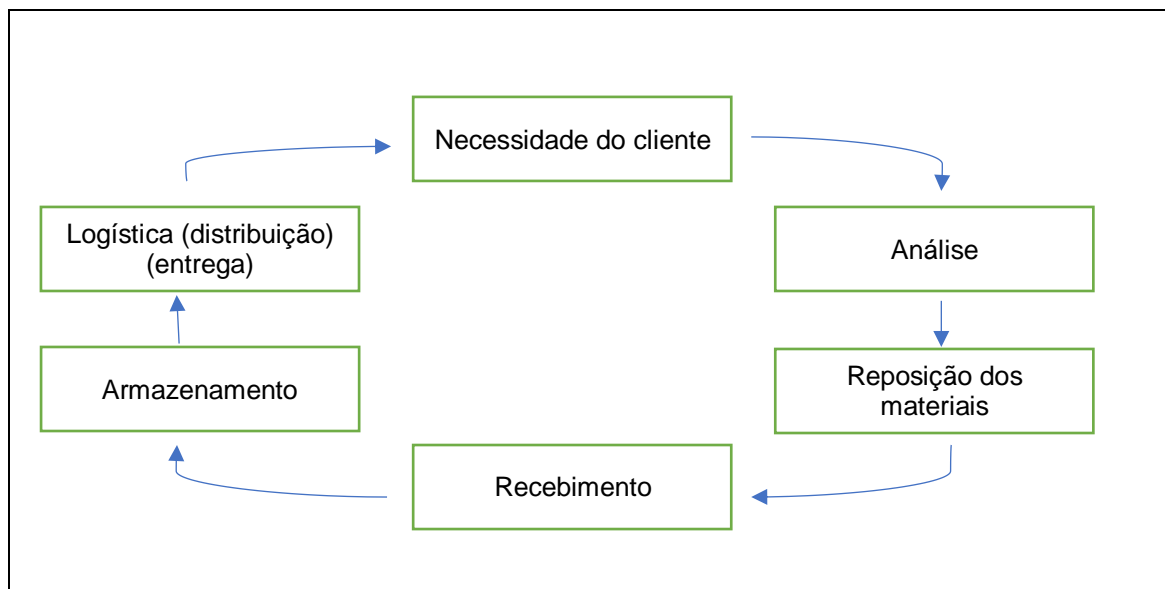 Necessidade do cliente
Análise
Reposição dos
materiais
Recebimento
Armazenamento
Logística (distribuição)
(entrega)